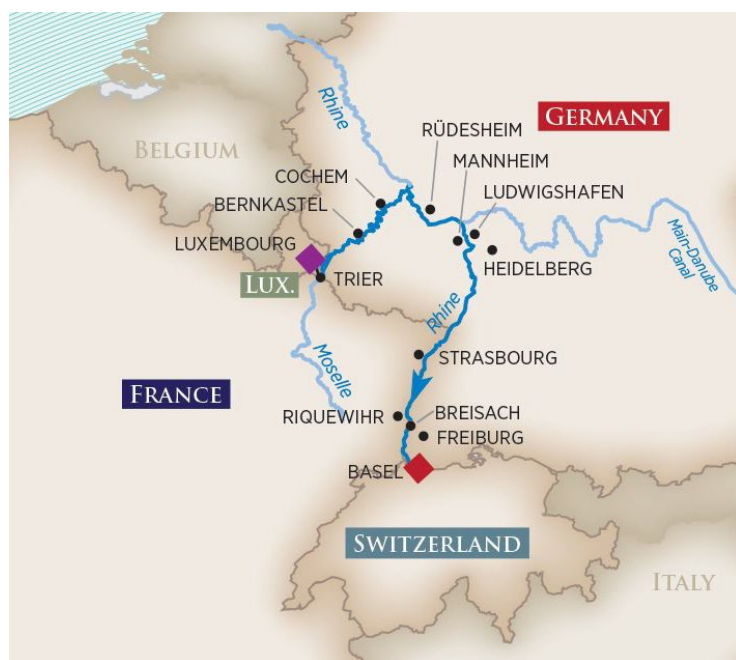 Rhine
GERMANY
RÜDESHEIM
BELGIUM
MANNHEIM
COCHEM
LUDWIGSHAFEN
BERNKASTEL
LUXEMBOURG
HEIDELBERG
Main-Danube
Canal
LUX.
TRIER
Rhine
Moselle
STRASBOURG
FRANCE
RIQUEWIHR
BREISACH
FREIBURG
BASEL
SWITZERLAND
ITALY